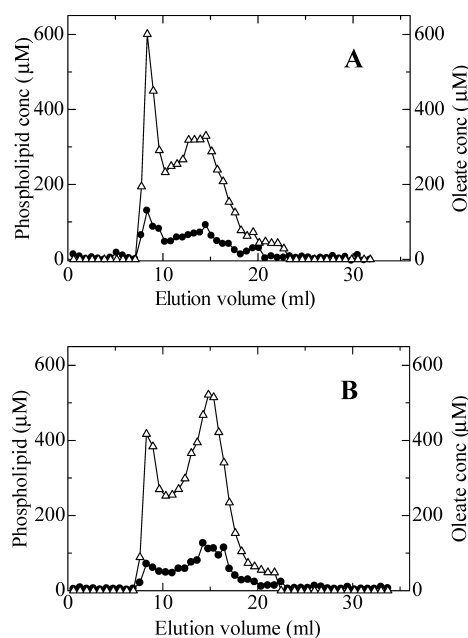 A
600
400
200
0
Phospholipid conc (µM)
600
400
200
0
Oleate conc ( µM)
0 10 20 30
Elution volume (ml)
B
600
400
200
0
Phospholipid (µM)
600
400
200
0
Oleate conc (µM)
0 10 20 30
Elution volume (ml)